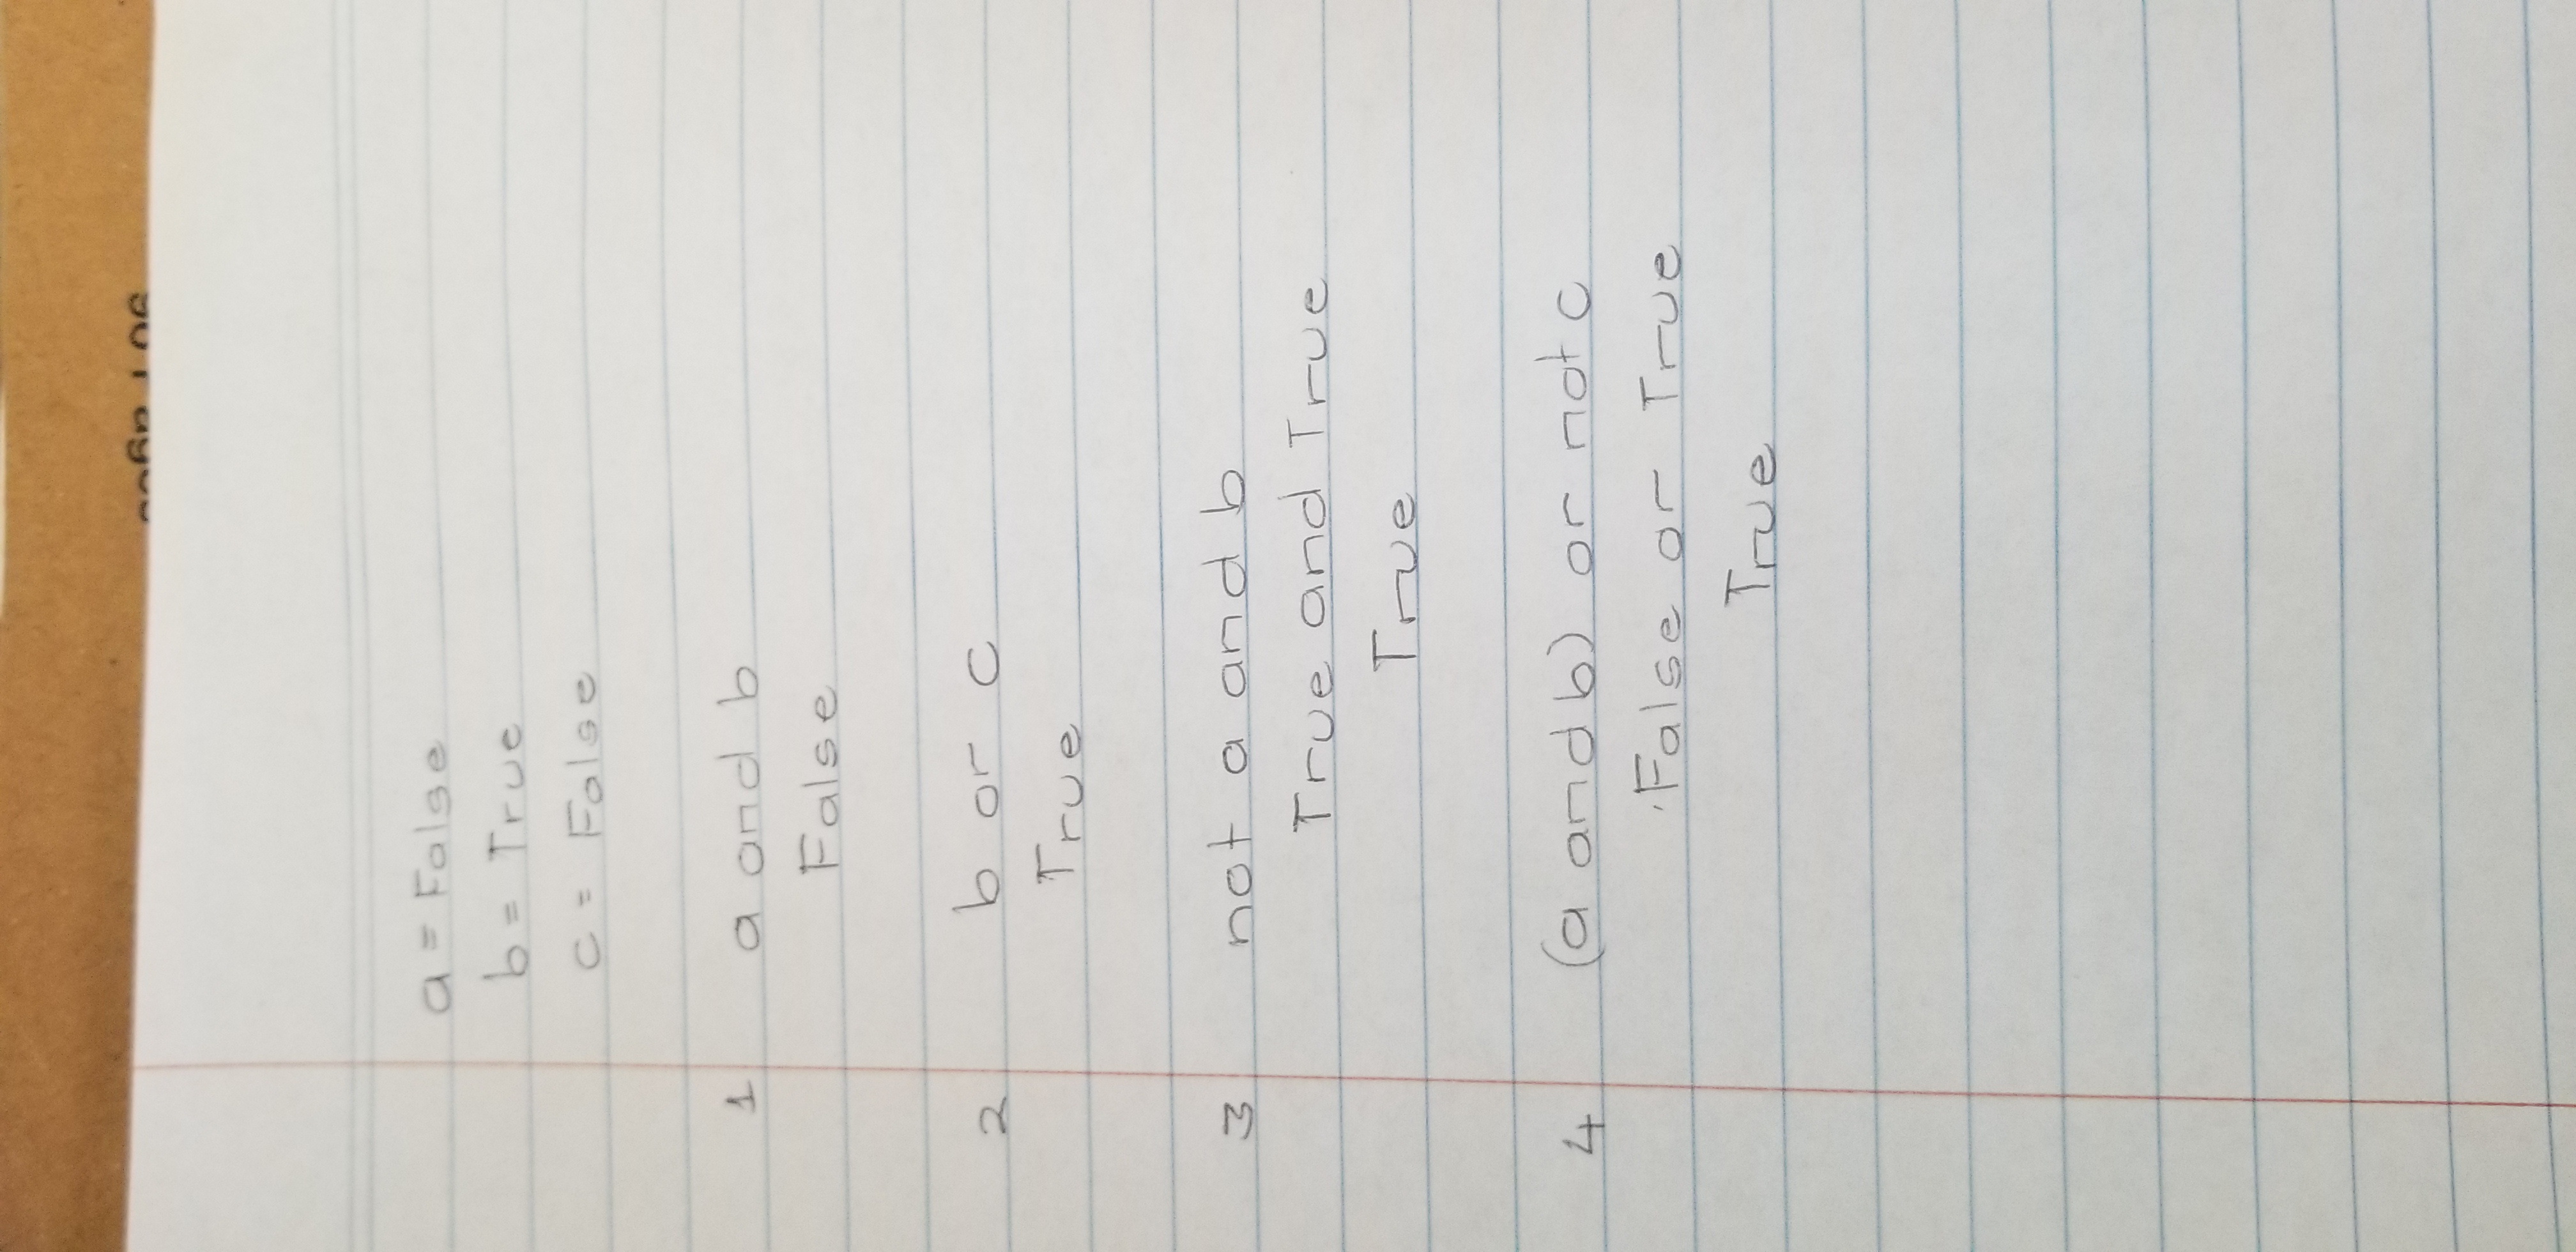 a = False
b = True
c = False
1 a and b
False
2 b or c
True
3 not a and b
True and True
True
4 (a and b) or not c
False or True
True